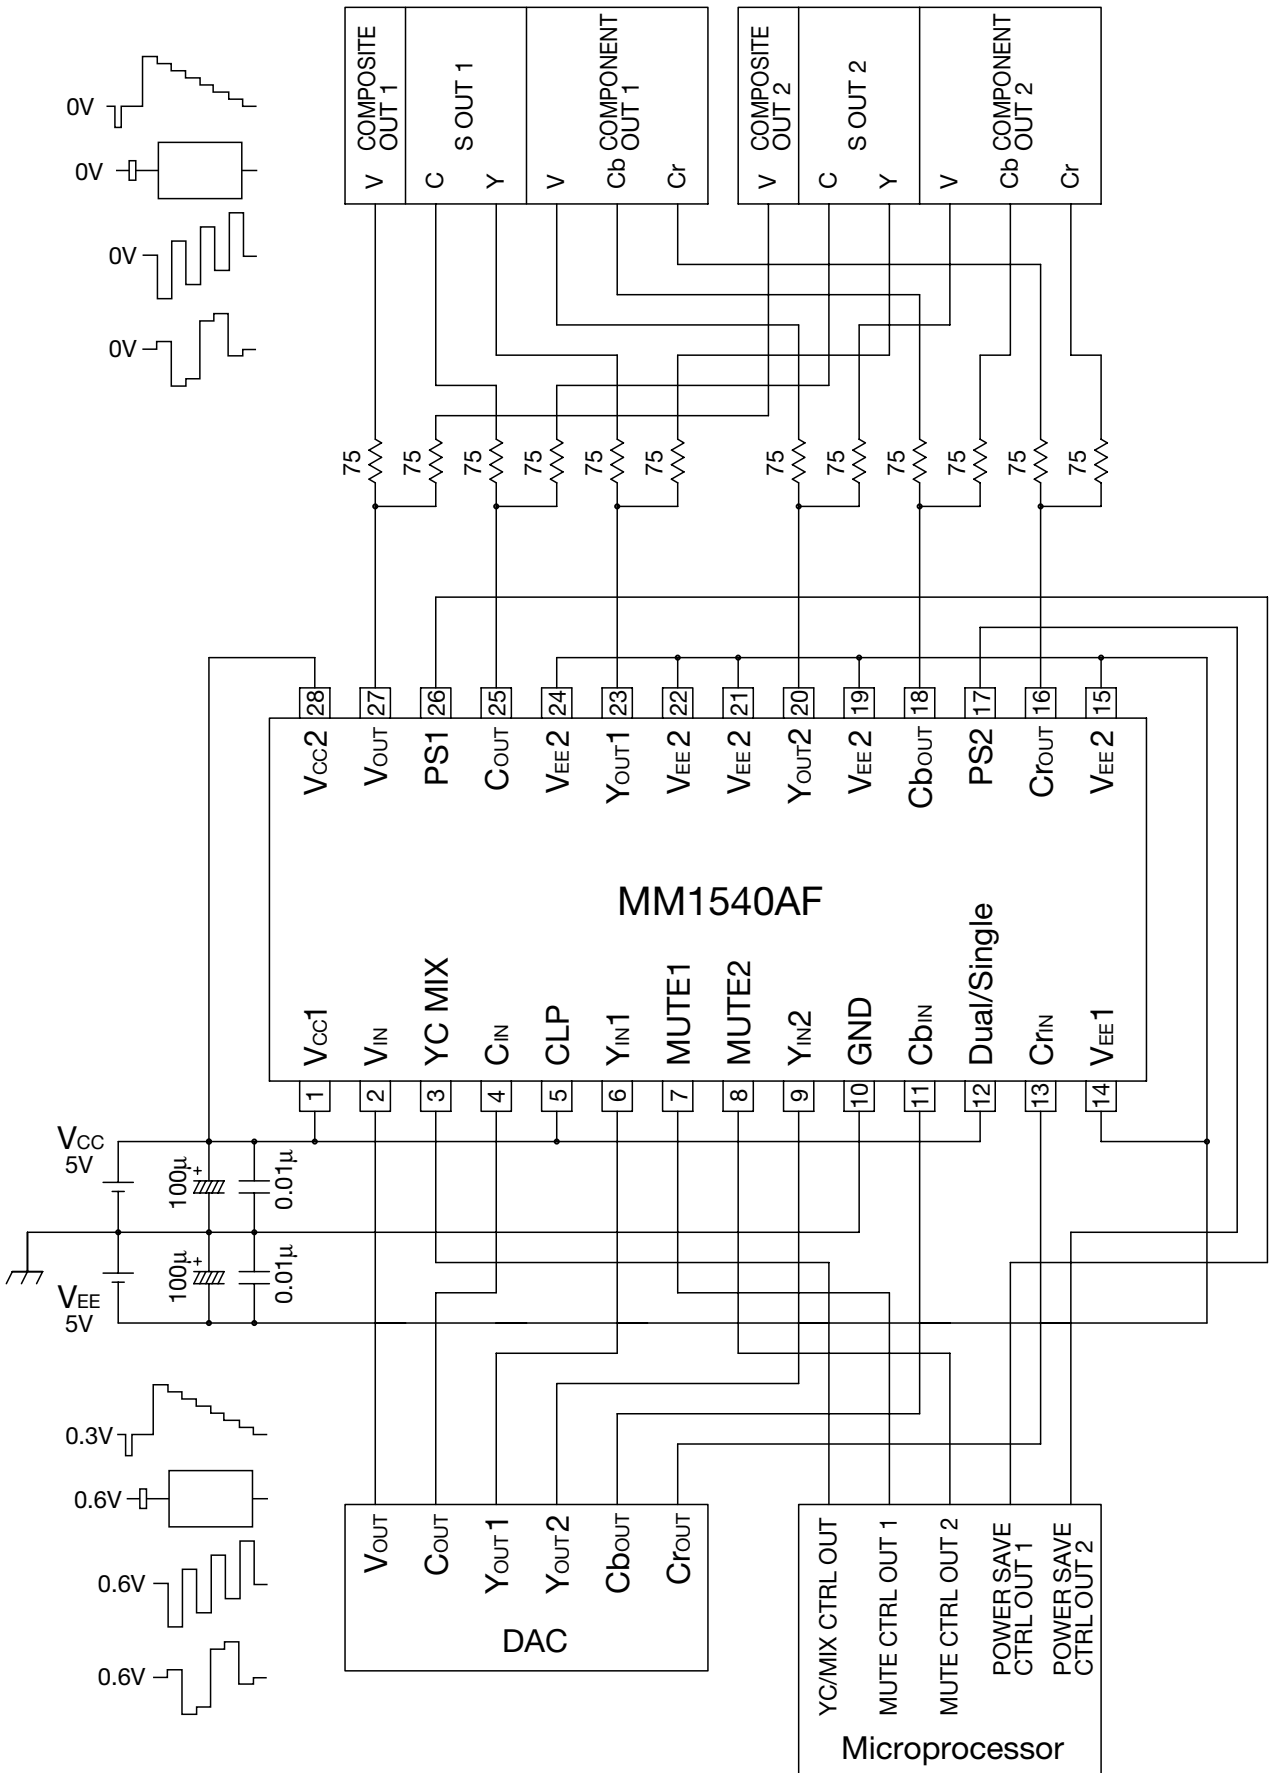 COMPOSITE
OUT 1
S OUT 1
COMPONENT
OUT 1
COMPOSITE
OUT 2
S OUT 2
COMPONENT
OUT 2
V
C
Y
V
Cb
Cr
V
C
Y
V
Cb
Cr
0V
0V
0V
0V
75
75
75
75
75
75
75
75
75
75
75
75
28
27
26
25
24
23
22
21
20
19
18
17
16
15
VCC2
VOUT
PS1
COUT
VEE2
YOUT1
VEE2
VEE2
YOUT2
VEE2
CbOUT
PS2
CrOUT
VEE2
MM1540AF
VCC1
VIN
YC MIX
CIN
CLP
YIN1
MUTE1
MUTE2
YIN2
GND
CbIN
Dual/Single
CrIN
VEE1
1
2
3
4
5
6
7
8
9
10
11
12
13
14
VCC
5V
100µ
+
0.01µ
VEE
5V
100µ
+
0.01µ
0.3V
0.6V
0.6V
0.6V
VOUT
COUT
YOUT1
YOUT2
CbOUT
CrOUT
DAC
YC/MIX CTRL OUT
MUTE CTRL OUT 1
MUTE CTRL OUT 2
POWER SAVE
CTRL OUT 1
POWER SAVE
CTRL OUT 2
Microprocessor